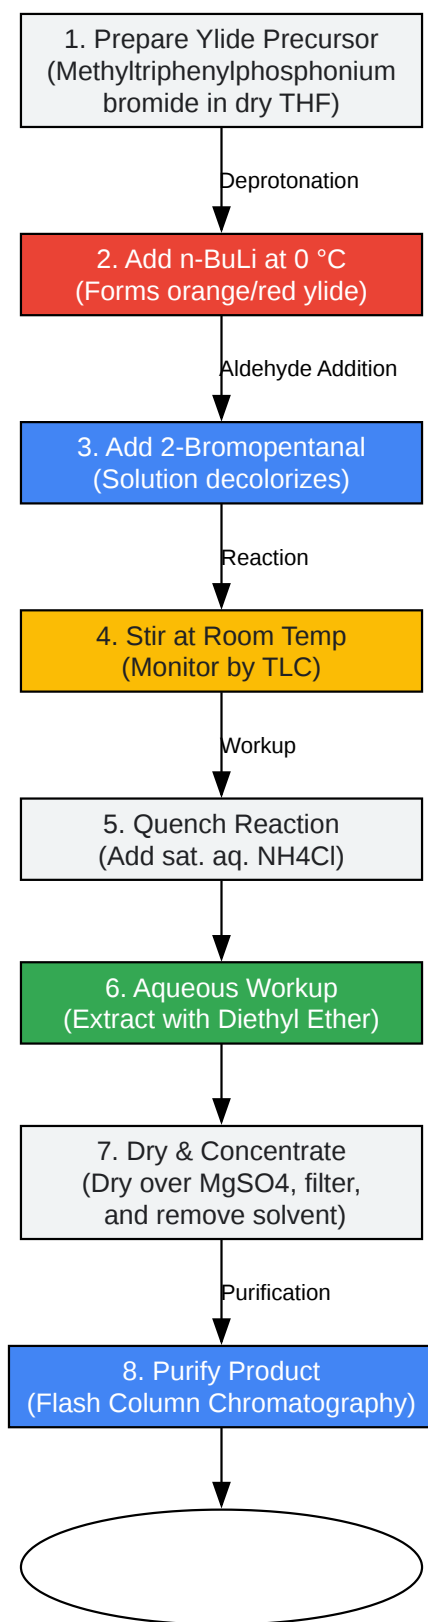 1. Prepare Ylide Precursor
(Methyltriphenylphosphonium
bromide in dry THF)
Deprotonation
2. Add n-BuLi at 0 °C
(Forms orange/red ylide)
Aldehyde Addition
3. Add 2-Bromopentanal
(Solution decolorizes)
Reaction
4. Stir at Room Temp
(Monitor by TLC)
Workup
5. Quench Reaction
(Add sat. aq. NH4Cl)
6. Aqueous Workup
(Extract with Diethyl Ether)
7. Dry & Concentrate
(Dry over MgSO4, filter,
and remove solvent)
Purification
8. Purify Product
(Flash Column Chromatography)